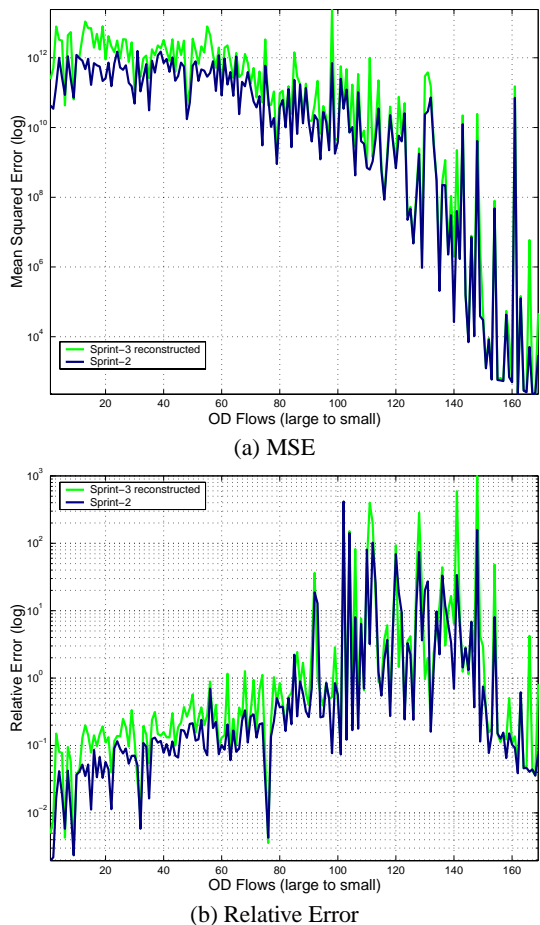 10^12
10^10
10^8
10^6
10^4
Mean Squared Error (log)
Sprint−3 reconstructed
Sprint−2
20 40 60 80 100 120 140 160
OD Flows (large to small)
(a) MSE
10^3
10^2
10^1
10^0
10^−1
10^−2
Relative Error (log)
Sprint−3 reconstructed
Sprint−2
20 40 60 80 100 120 140 160
OD Flows (large to small)
(b) Relative Error